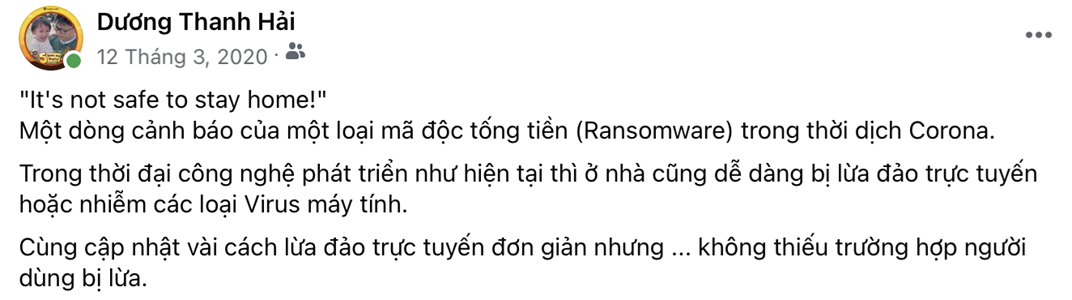 Dương Thanh Hải
12 Tháng 3, 2020 ·
"It's not safe to stay home!"
Một dòng cảnh báo của một loại mã độc tống tiền (Ransomware) trong thời dịch Corona.
Trong thời đại công nghệ phát triển như hiện tại thì ở nhà cũng dễ dàng bị lừa đảo trực tuyến
hoặc nhiễm các loại Virus máy tính.
Cùng cập nhật vài cách lừa đảo trực tuyến đơn giản nhưng ... không thiếu trường hợp người
dùng bị lừa.